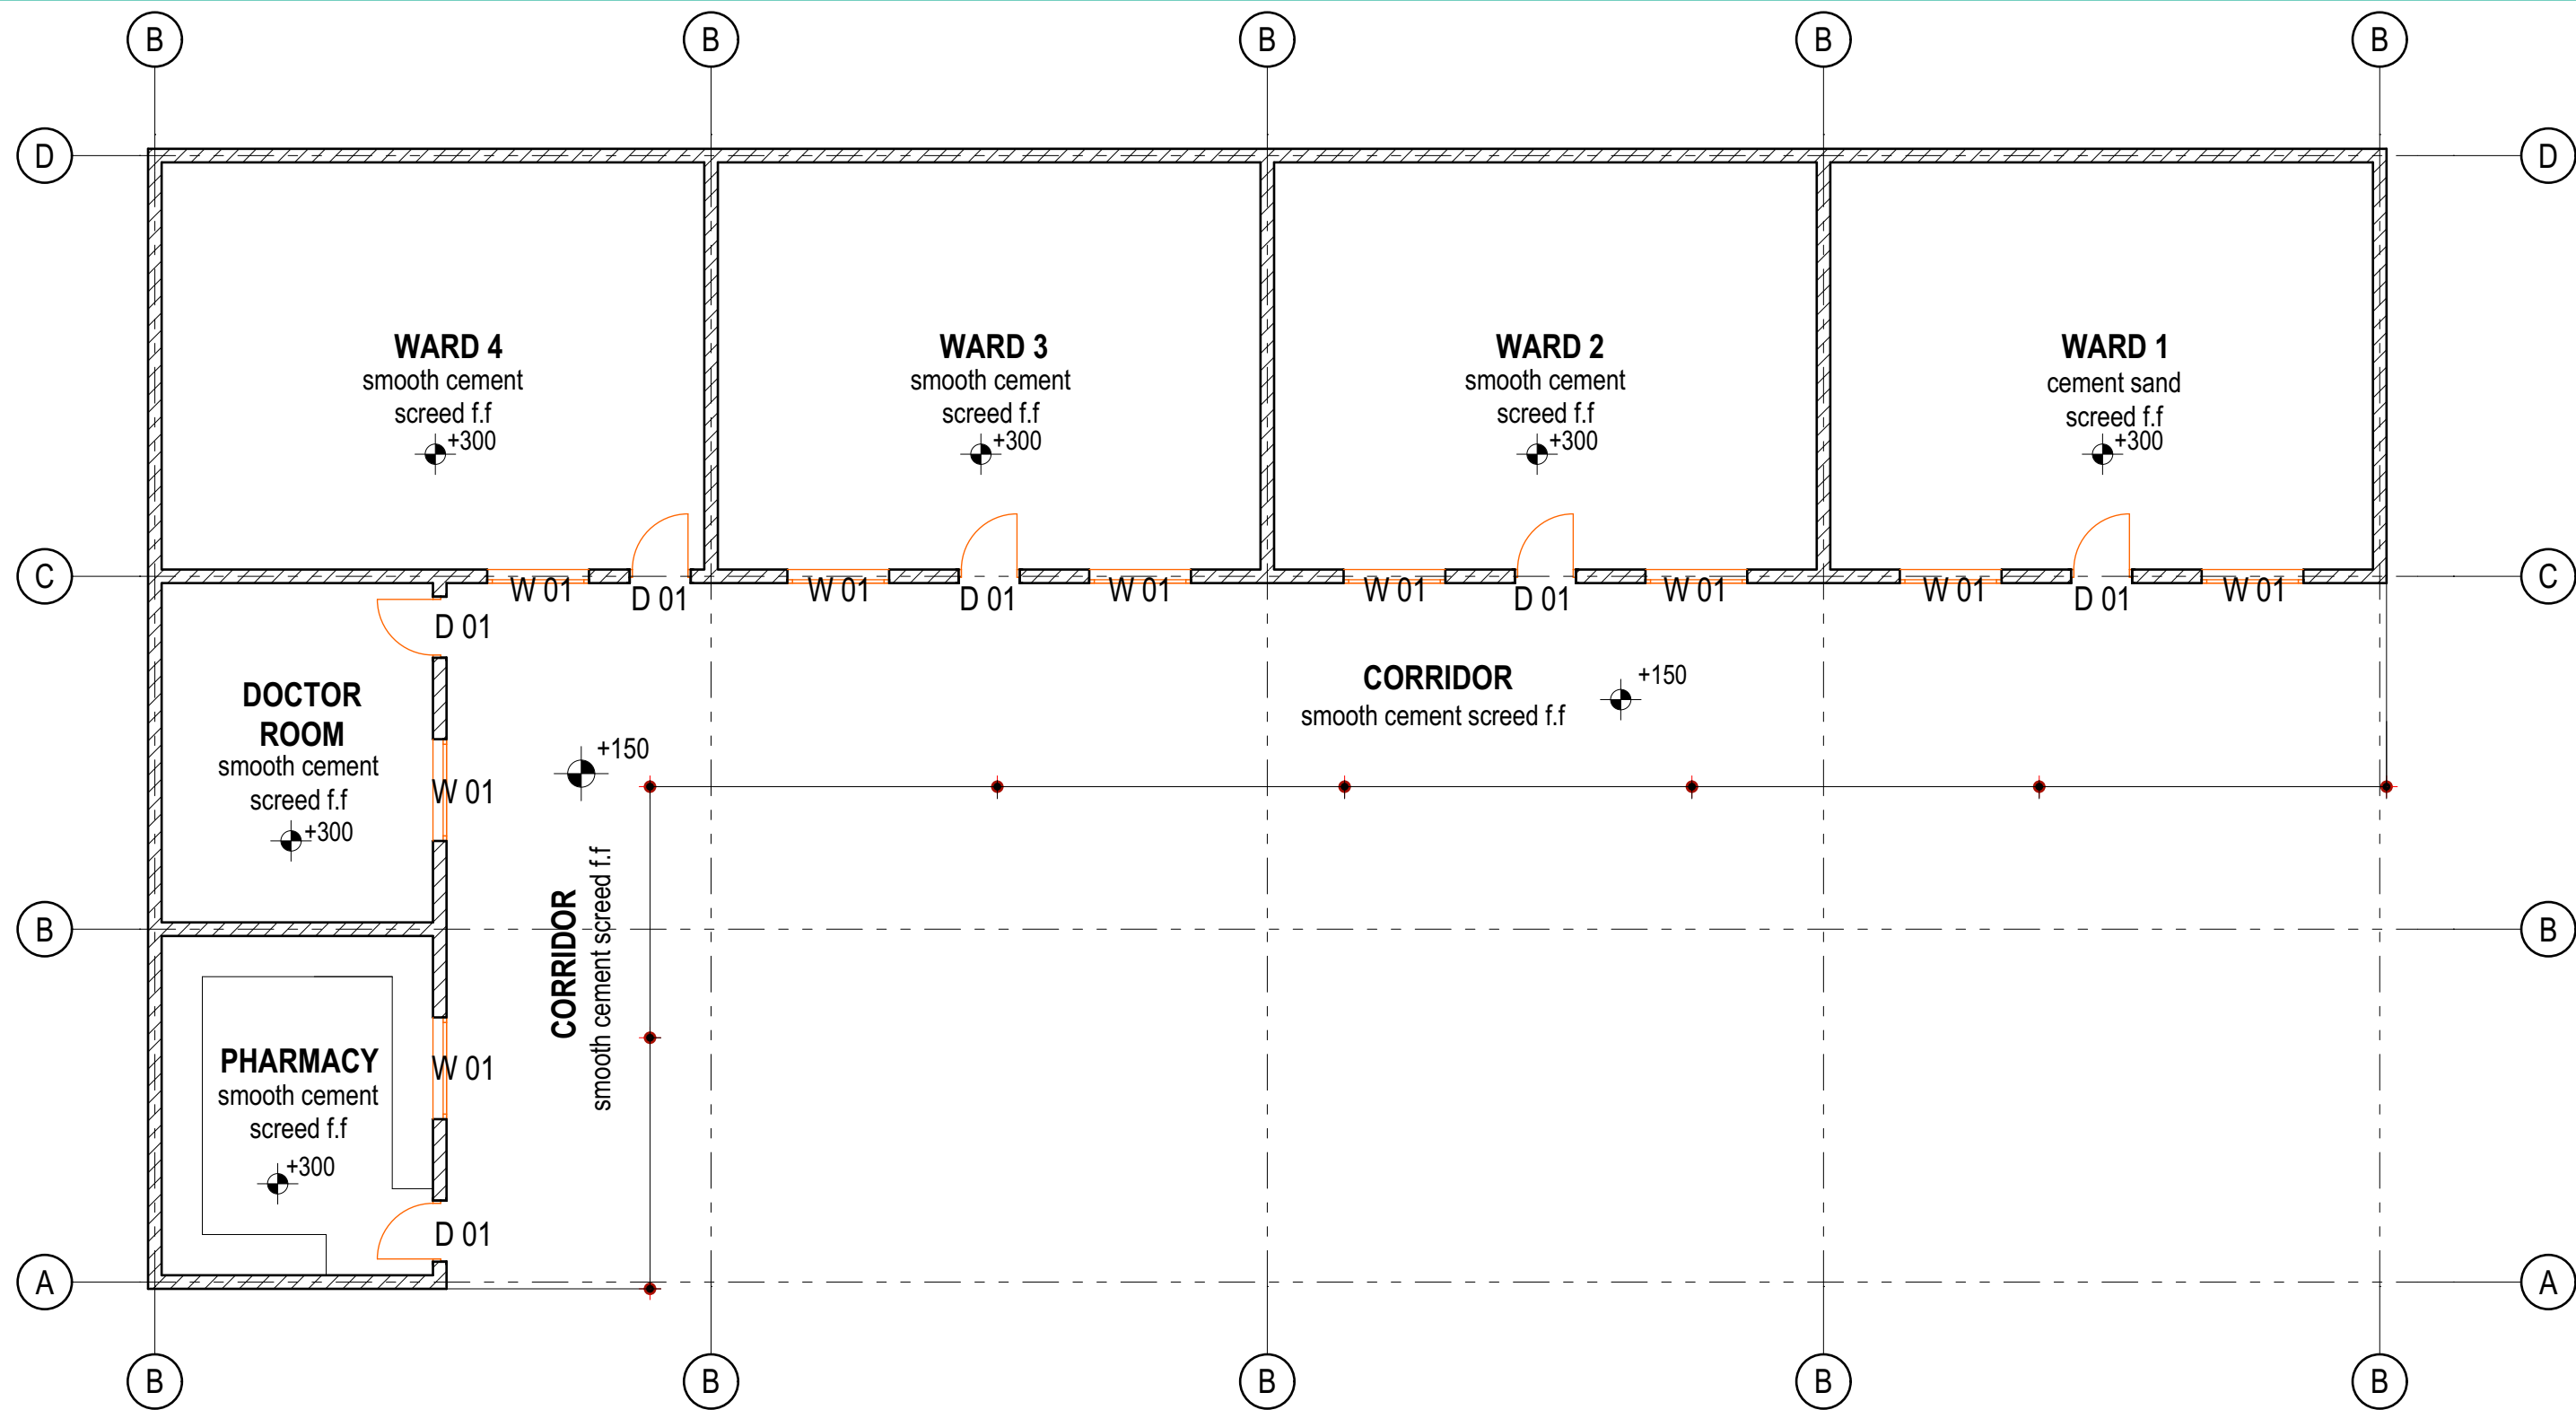 B B B B B
D D
WARD 4
smooth cement
screed f.f
+300
WARD 3
smooth cement
screed f.f
+300
WARD 2
smooth cement
screed f.f
+300
WARD 1
cement sand
screed f.f
+300
C C
W 01 D 01 W 01 D 01 W 01 W 01 D 01 W 01 W 01 D 01 W 01
D 01
DOCTOR
ROOM
smooth cement
screed f.f
+300
W 01
+150
CORRIDOR
smooth cement screed f.f
+150
CORRIDOR
smooth cement screed f.f
B B
PHARMACY
smooth cement
screed f.f
+300
W 01
D 01
A A
B B B B B